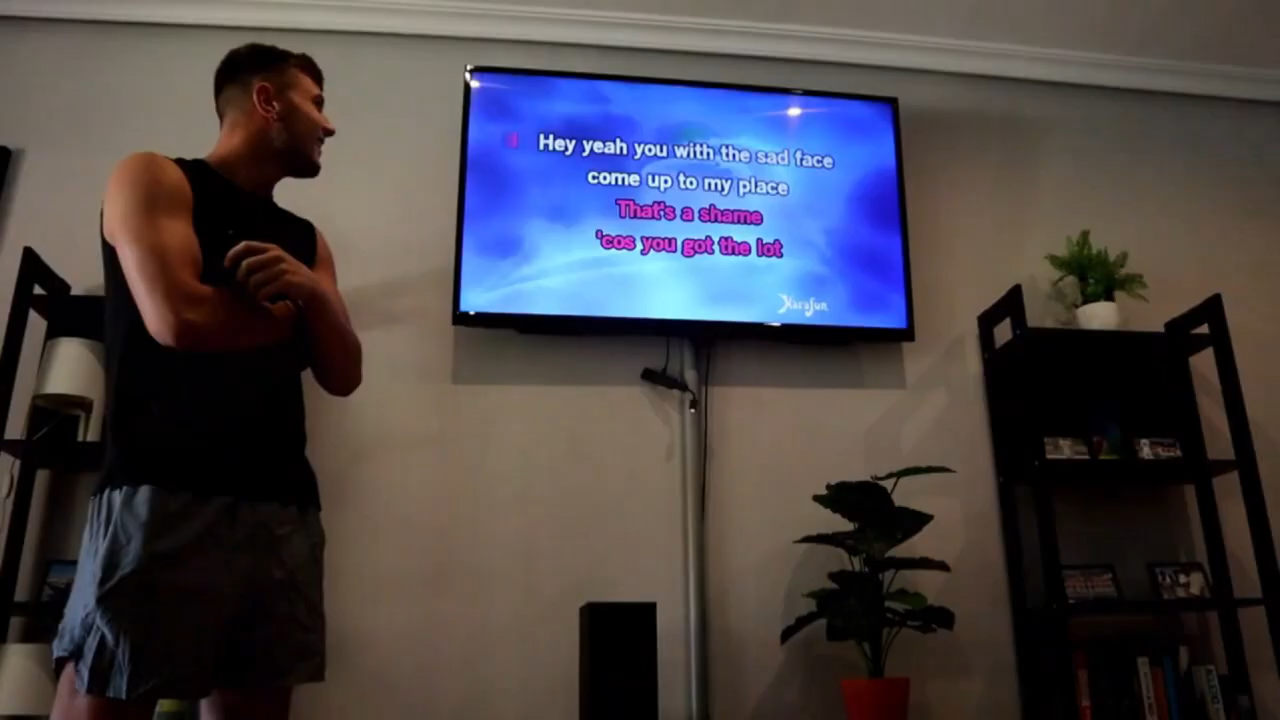 Hey yeah you with the sad face
come up to my place
That's a shame
'cos you got the lot
KaraFun